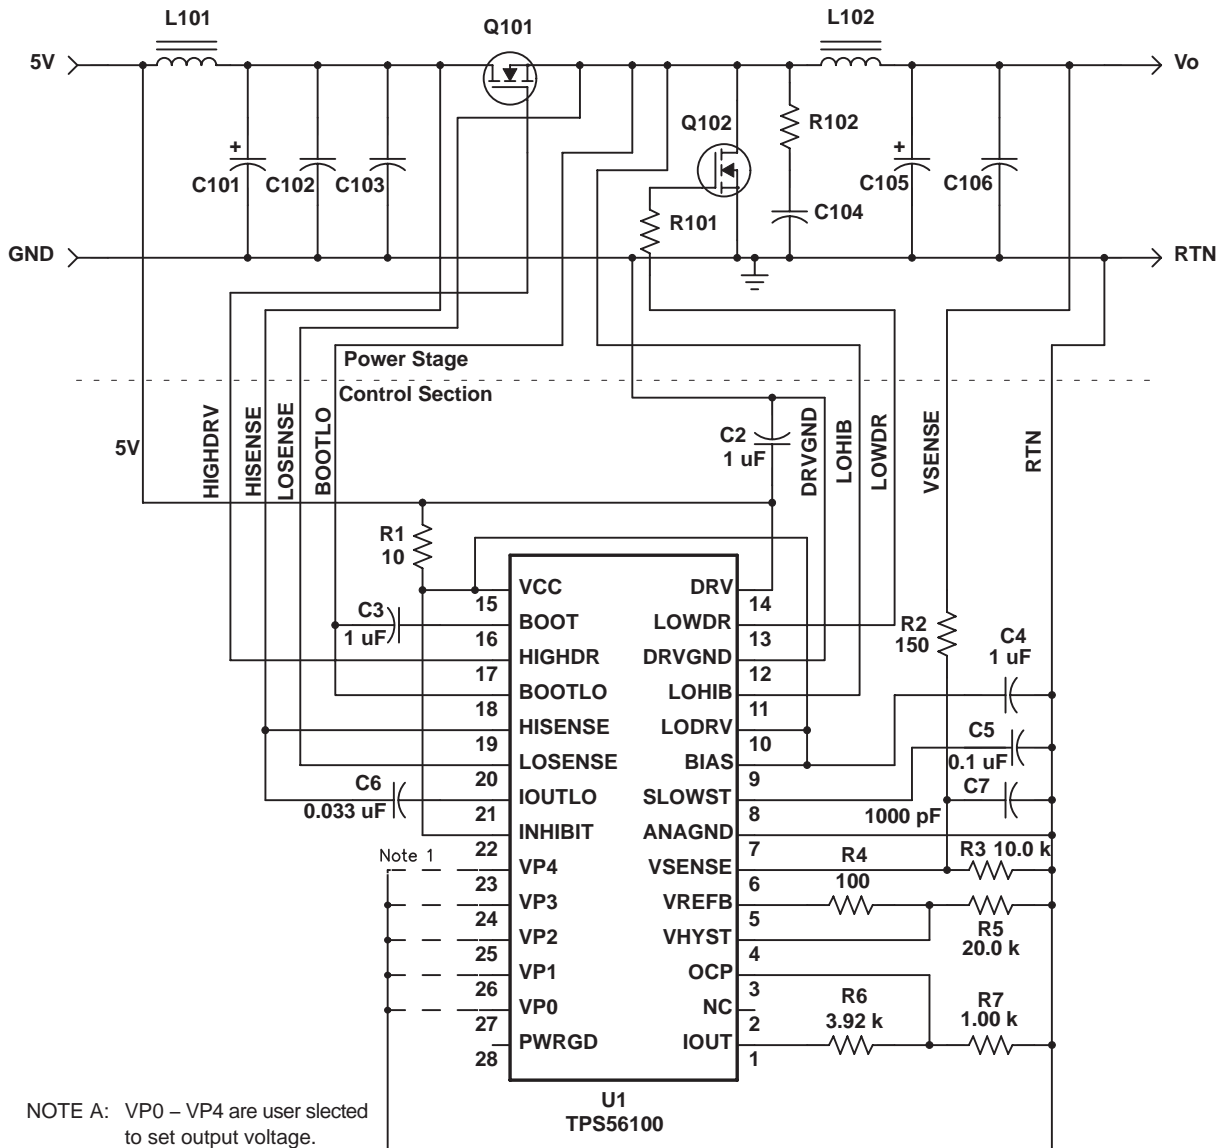 L101
Q101
L102
5V
Vo
Q102
R102
+
C101
C102
C103
R101
C104
+
C105
C106
GND
RTN
Power Stage
Control Section
5V
HIGHDRV
HISENSE
LOSENSE
BOOTLO
C2
1 uF
DRVGND
LOHIB
LOWDR
VSENSE
RTN
R1
10
C3
1 uF
R2
150
C4
1 uF
C5
0.1 uF
C7
1000 pF
C6
0.033 uF
VCC
15
DRV
14
BOOT
16
LOWDR
13
HIGHDR
17
DRVGND
12
BOOTLO
18
LOHIB
11
HISENSE
19
LODRV
10
LOSENSE
20
BIAS
9
IOUTLO
21
SLOWST
8
INHIBIT
22
ANAGND
7
Note 1
VP4
23
VSENSE
6
R4
100
R3 10.0 k
VP3
24
VREFB
5
VP2
25
VHYST
4
R5
20.0 k
VP1
26
OCP
3
VP0
27
NC
2
R6
3.92 k
R7
1.00 k
PWRGD
28
IOUT
1
U1
TPS56100
NOTE A: VP0 – VP4 are user slected
to set output voltage.